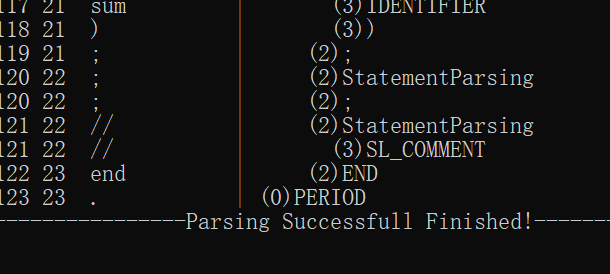 117 21 sum (3)IDENTIFIER
118 21 ) (3))
119 21 ; (2);
120 22 ; (2)StatementParsing
120 22 ; (2);
121 22 // (2)StatementParsing
121 22 // (3)SL_COMMENT
122 23 end (2)END
123 23 . (0)PERIOD
----------------Parsing Successfull Finished!-------